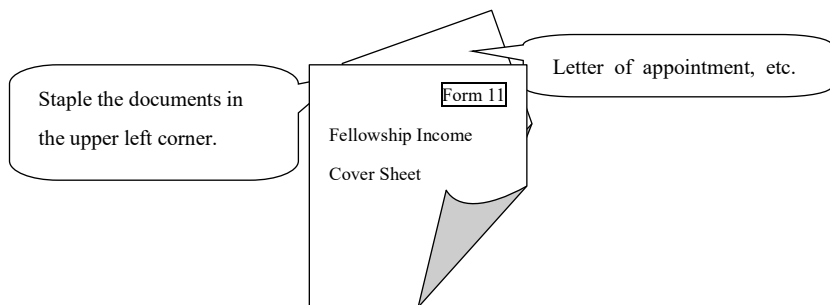 Letter of appointment, etc.
Staple the documents in
the upper left corner.
Form 11
Fellowship Income
Cover Sheet